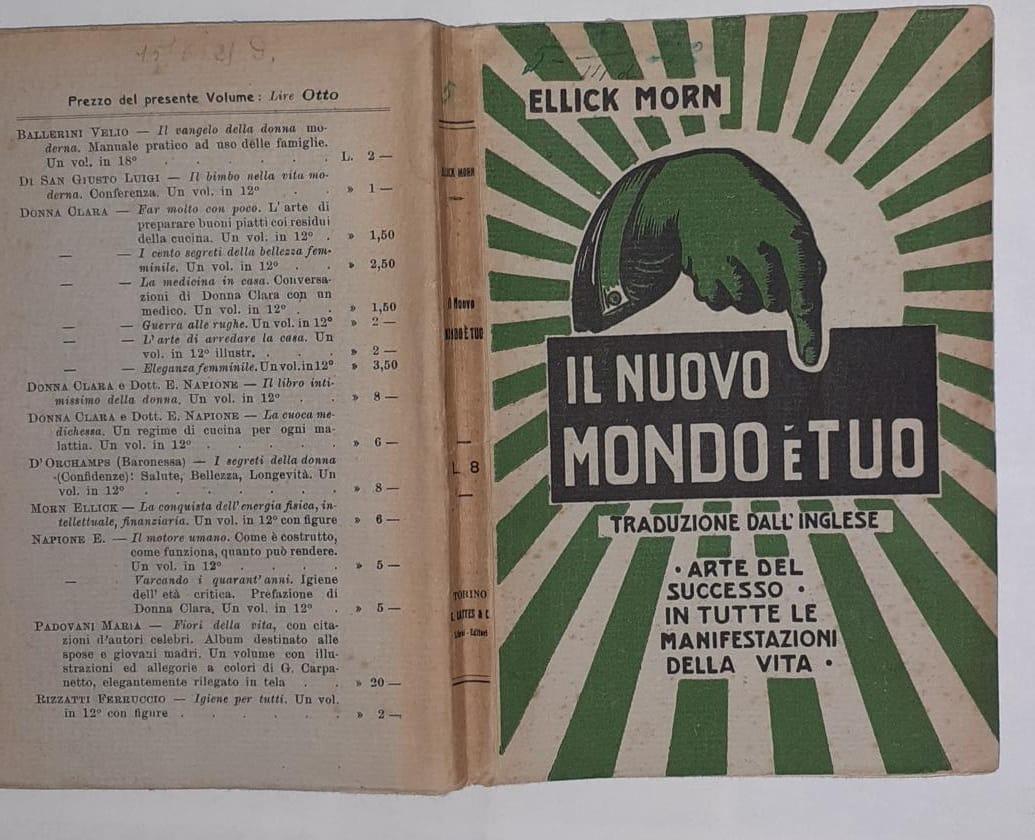 Prezzo del presente Volume: Lire Otto
BALLERINI VELIO — Il vangelo della donna mo-
derna. Manuale pratico ad uso delle famiglie.
Un vol. in 18° . . . . . . L. 2 —
DI SAN GIUSTO LUIGI — Il bimbo nella vita mo-
derna. Conferenza. Un vol. in 12° . . » 1 —
DONNA CLARA — Far molto con poco. L'arte di
preparare buoni piatti coi residui
della cucina. Un vol. in 12° . » 1,50
— — I cento segreti della bellezza fem-
minile. Un vol. in 12° . . » 2,50
— — La medicina in casa. Conversa-
zioni di Donna Clara con un
medico. Un vol. in 12° . . » 1,50
— — Guerra alle rughe. Un vol. in 12° » 2 —
— — L'arte di arredare la casa. Un
vol. in 12° illustr. . . . » 2 —
— — Eleganza femminile. Un vol. in 12° » 3,50
DONNA CLARA e Dott. E. NAPIONE — Il libro inti-
missimo della donna. Un vol. in 12° . . » 8 —
DONNA CLARA e Dott. E. NAPIONE — La cuoca me-
dichessa. Un regime di cucina per ogni ma-
lattia. Un vol. in 12° . . . . . » 6 —
D'ORCHAMPS (Baronessa) — I segreti della donna
(Confidenze): Salute, Bellezza, Longevità. Un
vol. in 12° . . . . . . . » 8 —
MORN ELLICK — La conquista dell'energia fisica, in-
tellettuale, finanziaria. Un vol. in 12° con figure » 6 —
NAPIONE E. — Il motore umano. Come è costrutto,
come funziona, quanto può rendere.
Un vol. in 12° . . . . » 5 —
— Varcando i quarant'anni. Igiene
dell'età critica. Prefazione di
Donna Clara. Un vol. in 12° . » 5 —
PADOVANI MARIA — Fiori della vita, con cita-
zioni d'autori celebri. Album destinato alle
spose e giovani madri. Un volume con illu-
strazioni ed allegorie a colori di G. Carpa-
netto, elegantemente rilegato in tela . . » 20 —
RIZZATTI FERRUCCIO — Igiene per tutti. Un vol.
in 12° con figure . . . . . . » 2 —
5
ELLICK MORN
Il Nuovo
MONDO È TUO
L. 8
TORINO
S. LATTES & C.
Librai - Editori
ELLICK MORN
IL NUOVO
MONDO È TUO
TRADUZIONE DALL'INGLESE
· ARTE DEL
SUCCESSO ·
IN TUTTE LE
MANIFESTAZIONI
DELLA VITA ·